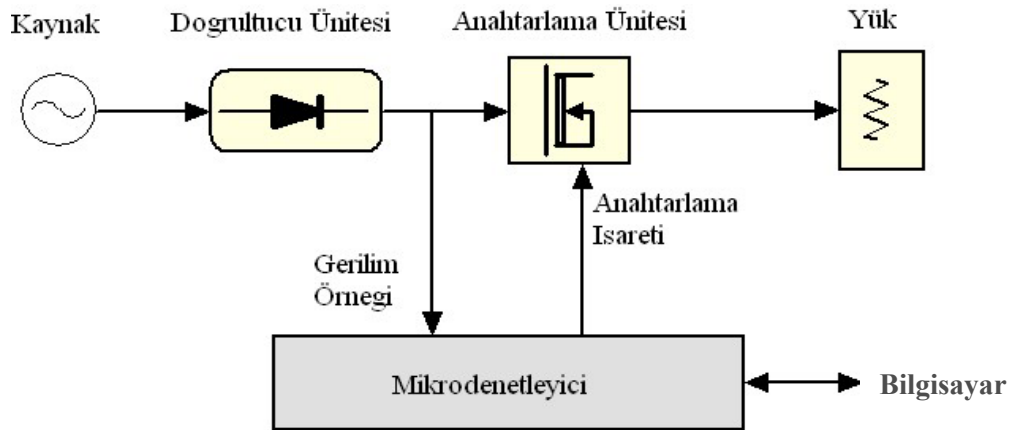 Kaynak
Dogrultucu Ünitesi
Anahtarlama Ünitesi
Yük
Anahtarlama
Isareti
Gerilim
Örnegi
Mikrodenetleyici
Bilgisayar